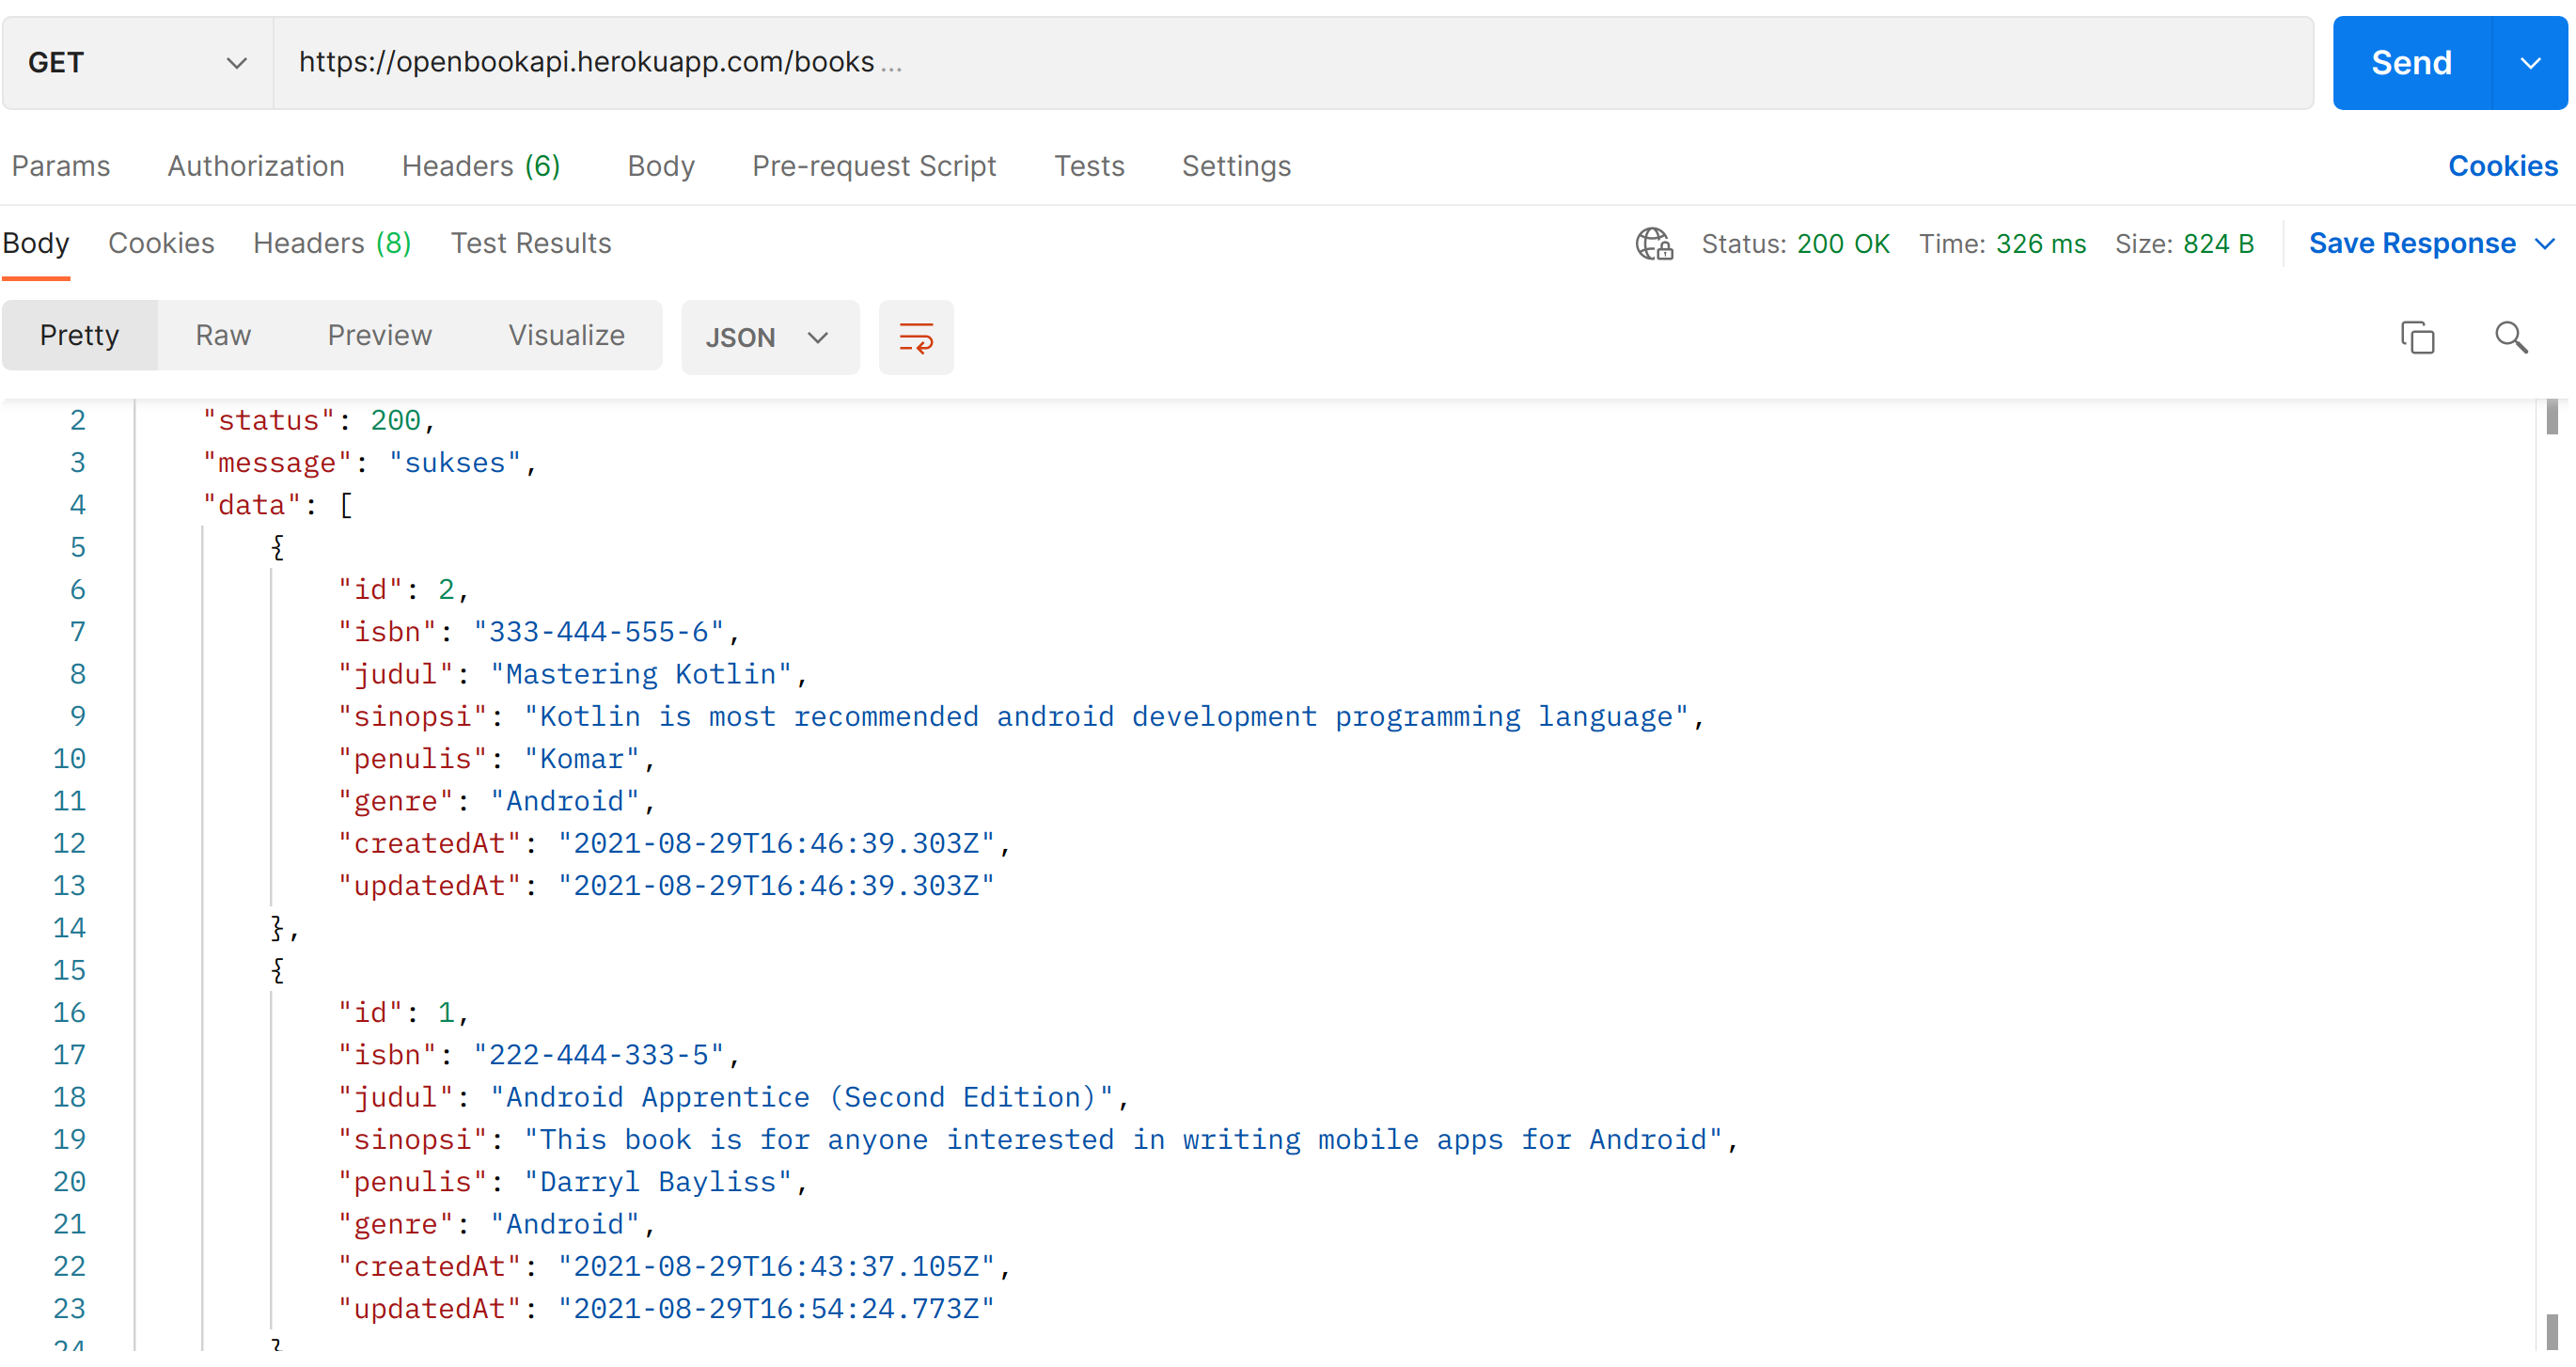 GET https://openbookapi.herokuapp.com/books ... Send
Params Authorization Headers (6) Body Pre-request Script Tests Settings Cookies
Body Cookies Headers (8) Test Results Status: 200 OK Time: 326 ms Size: 824 B Save Response
Pretty Raw Preview Visualize JSON
2 "status": 200,
3 "message": "sukses",
4 "data": [
5 {
6 "id": 2,
7 "isbn": "333-444-555-6",
8 "judul": "Mastering Kotlin",
9 "sinopsi": "Kotlin is most recommended android development programming language",
10 "penulis": "Komar",
11 "genre": "Android",
12 "createdAt": "2021-08-29T16:46:39.303Z",
13 "updatedAt": "2021-08-29T16:46:39.303Z"
14 },
15 {
16 "id": 1,
17 "isbn": "222-444-333-5",
18 "judul": "Android Apprentice (Second Edition)",
19 "sinopsi": "This book is for anyone interested in writing mobile apps for Android",
20 "penulis": "Darryl Bayliss",
21 "genre": "Android",
22 "createdAt": "2021-08-29T16:43:37.105Z",
23 "updatedAt": "2021-08-29T16:54:24.773Z"
24 }